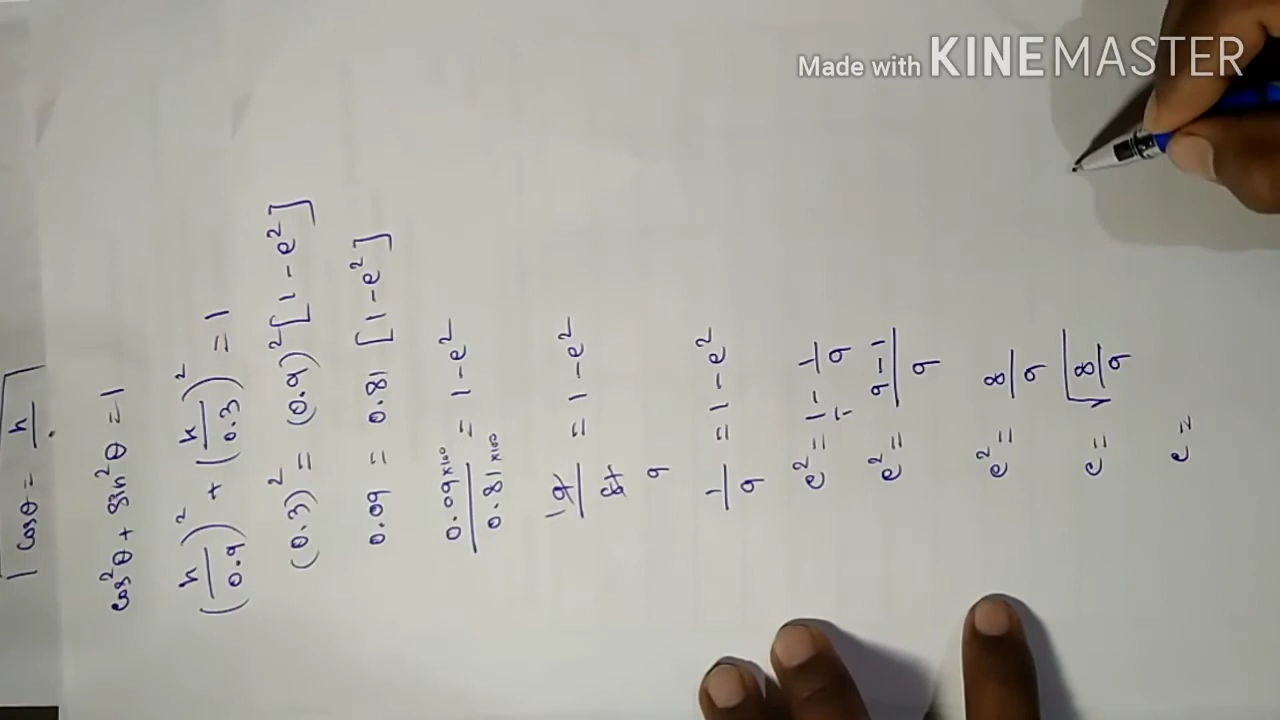 Made with KINEMASTER
cosθ = h
cos²θ + sin²θ = 1
(h/0.9)² + (k/0.3)² = 1
(0.3)² = (0.9)² [1 - e²]
0.09 = 0.81 [1 - e²]
0.09×100/0.81×100 = 1 - e²
1 9/81 9 = 1 - e²
1/9 = 1 - e²
e² = 1/1 - 1/9
e² = 9-1/9
e² = 8/9
e = √8/9
e =